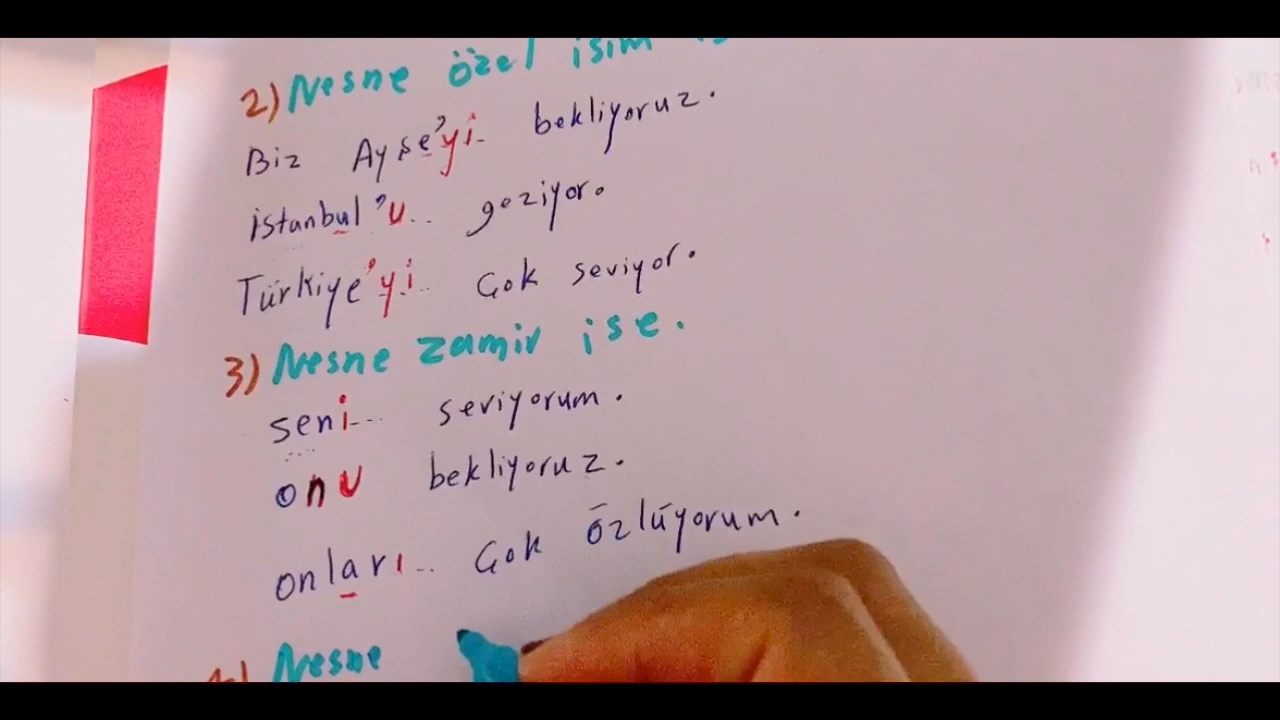 2) Nesne özel isim
Biz Ayşe'yi.. bekliyoruz.
istanbul'u.. geziyor.
Türkiye'yi.. Çok seviyor.
3) Nesne zamir ise.
seni... seviyorum.
onu bekliyoruz.
onları.. Çok özlüyorum.
Nesne